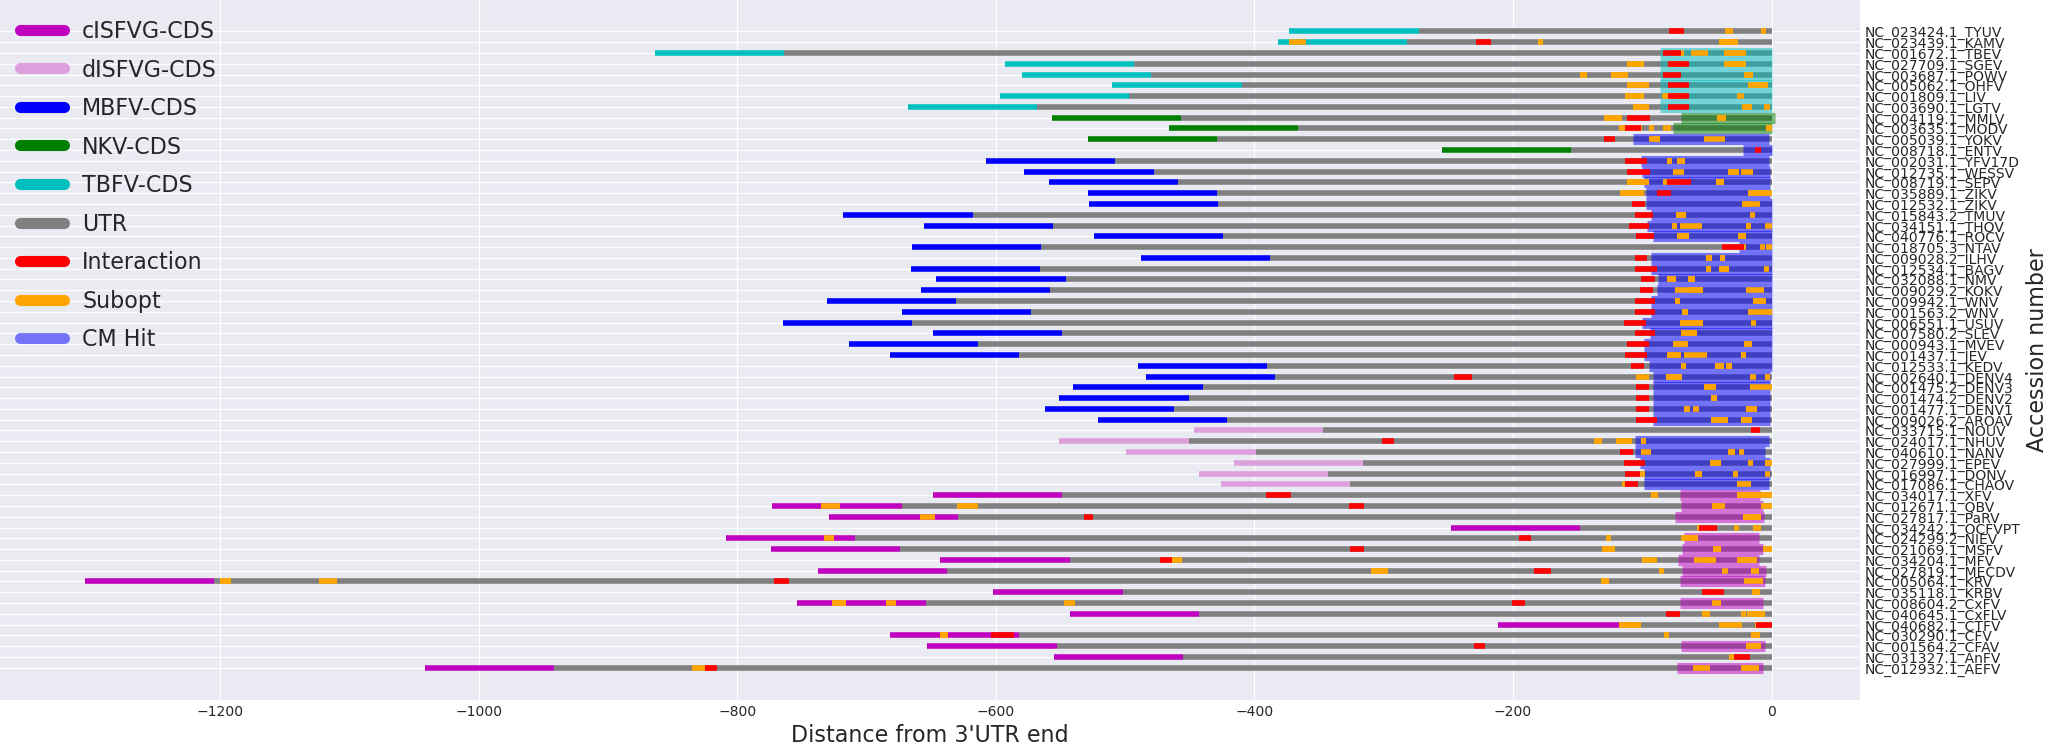 cISFVG-CDS
dISFVG-CDS
MBFV-CDS
NKV-CDS
TBFV-CDS
UTR
Interaction
Subopt
CM Hit
NC_023424.1_TYUV
NC_023439.1_KAMV
NC_001672.1_TBEV
NC_027709.1_SGEV
NC_003687.1_POWV
NC_005062.1_OHFV
NC_001809.1_LIV
NC_003690.1_LGTV
NC_004119.1_MMLV
NC_003635.1_MODV
NC_005039.1_YOKV
NC_008718.1_ENTV
NC_002031.1_YFV17D
NC_012735.1_WESSV
NC_008719.1_SEPV
NC_035889.1_ZIKV
NC_012532.1_ZIKV
NC_015843.2_TMUV
NC_034151.1_THOV
NC_040776.1_ROCV
NC_018705.3_NTAV
NC_009028.2_ILHV
NC_012534.1_BAGV
NC_032088.1_NMV
NC_009029.2_KOKV
NC_009942.1_WNV
NC_001563.2_WNV
NC_006551.1_USUV
NC_007580.2_SLEV
NC_000943.1_MVEV
NC_001437.1_JEV
NC_012533.1_KEDV
NC_002640.1_DENV4
NC_001475.2_DENV3
NC_001474.2_DENV2
NC_001477.1_DENV1
NC_009026.2_AROAV
NC_033715.1_NOUV
NC_024017.1_NHUV
NC_040610.1_NANV
NC_027999.1_EPEV
NC_016997.1_DONV
NC_017086.1_CHAOV
NC_034017.1_XFV
NC_012671.1_QBV
NC_027817.1_PaRV
NC_034242.1_OCFVPT
NC_024299.2_NIEV
NC_021069.1_MSFV
NC_034204.1_MFV
NC_027819.1_MECDV
NC_005064.1_KRV
NC_035118.1_KRBV
NC_008604.2_CxFV
NC_040645.1_CxFLV
NC_040682.1_CTFV
NC_030290.1_CFV
NC_001564.2_CFAV
NC_031327.1_AnFV
NC_012932.1_AEFV
Accession number
−1200 −1000 −800 −600 −400 −200 0
Distance from 3'UTR end